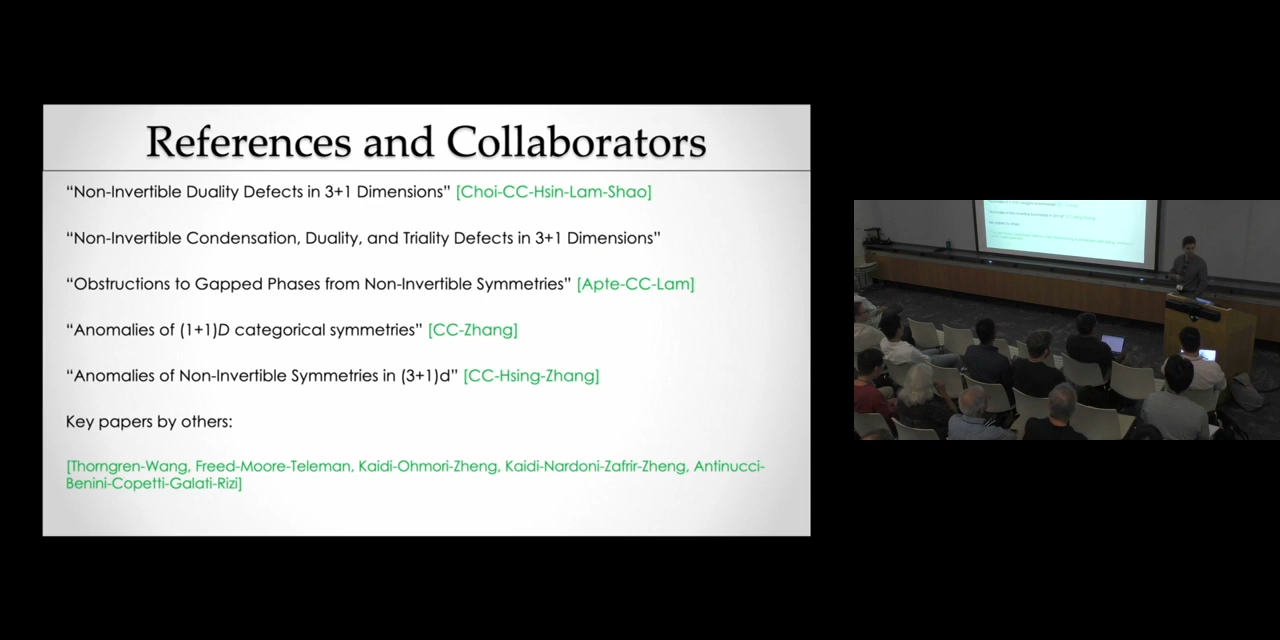 References and Collaborators
“Non-Invertible Duality Defects in 3+1 Dimensions” [Choi-CC-Hsin-Lam-Shao]
“Non-Invertible Condensation, Duality, and Triality Defects in 3+1 Dimensions”
“Obstructions to Gapped Phases from Non-Invertible Symmetries” [Apte-CC-Lam]
“Anomalies of (1+1)D categorical symmetries” [CC-Zhang]
“Anomalies of Non-Invertible Symmetries in (3+1)d” [CC-Hsing-Zhang]
Key papers by others:
[Thorngren-Wang, Freed-Moore-Teleman, Kaidi-Ohmori-Zheng, Kaidi-Nardoni-Zafrir-Zheng, Antinucci-
Benini-Copetti-Galati-Rizi]